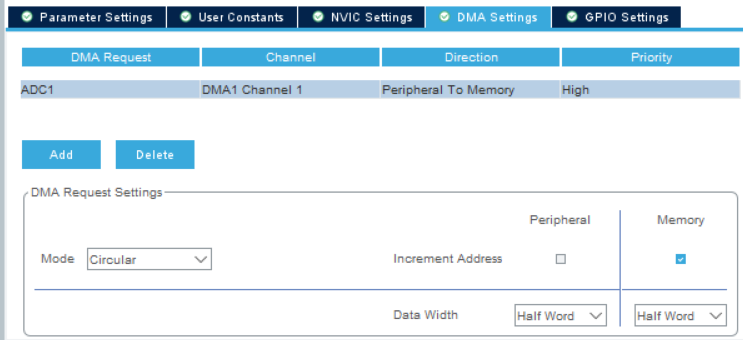 Parameter Settings User Constants NVIC Settings DMA Settings GPIO Settings
DMA Request Channel Direction Priority
ADC1 DMA1 Channel 1 Peripheral To Memory High
Add Delete
DMA Request Settings
Peripheral Memory
Mode Circular Increment Address
Data Width Half Word Half Word